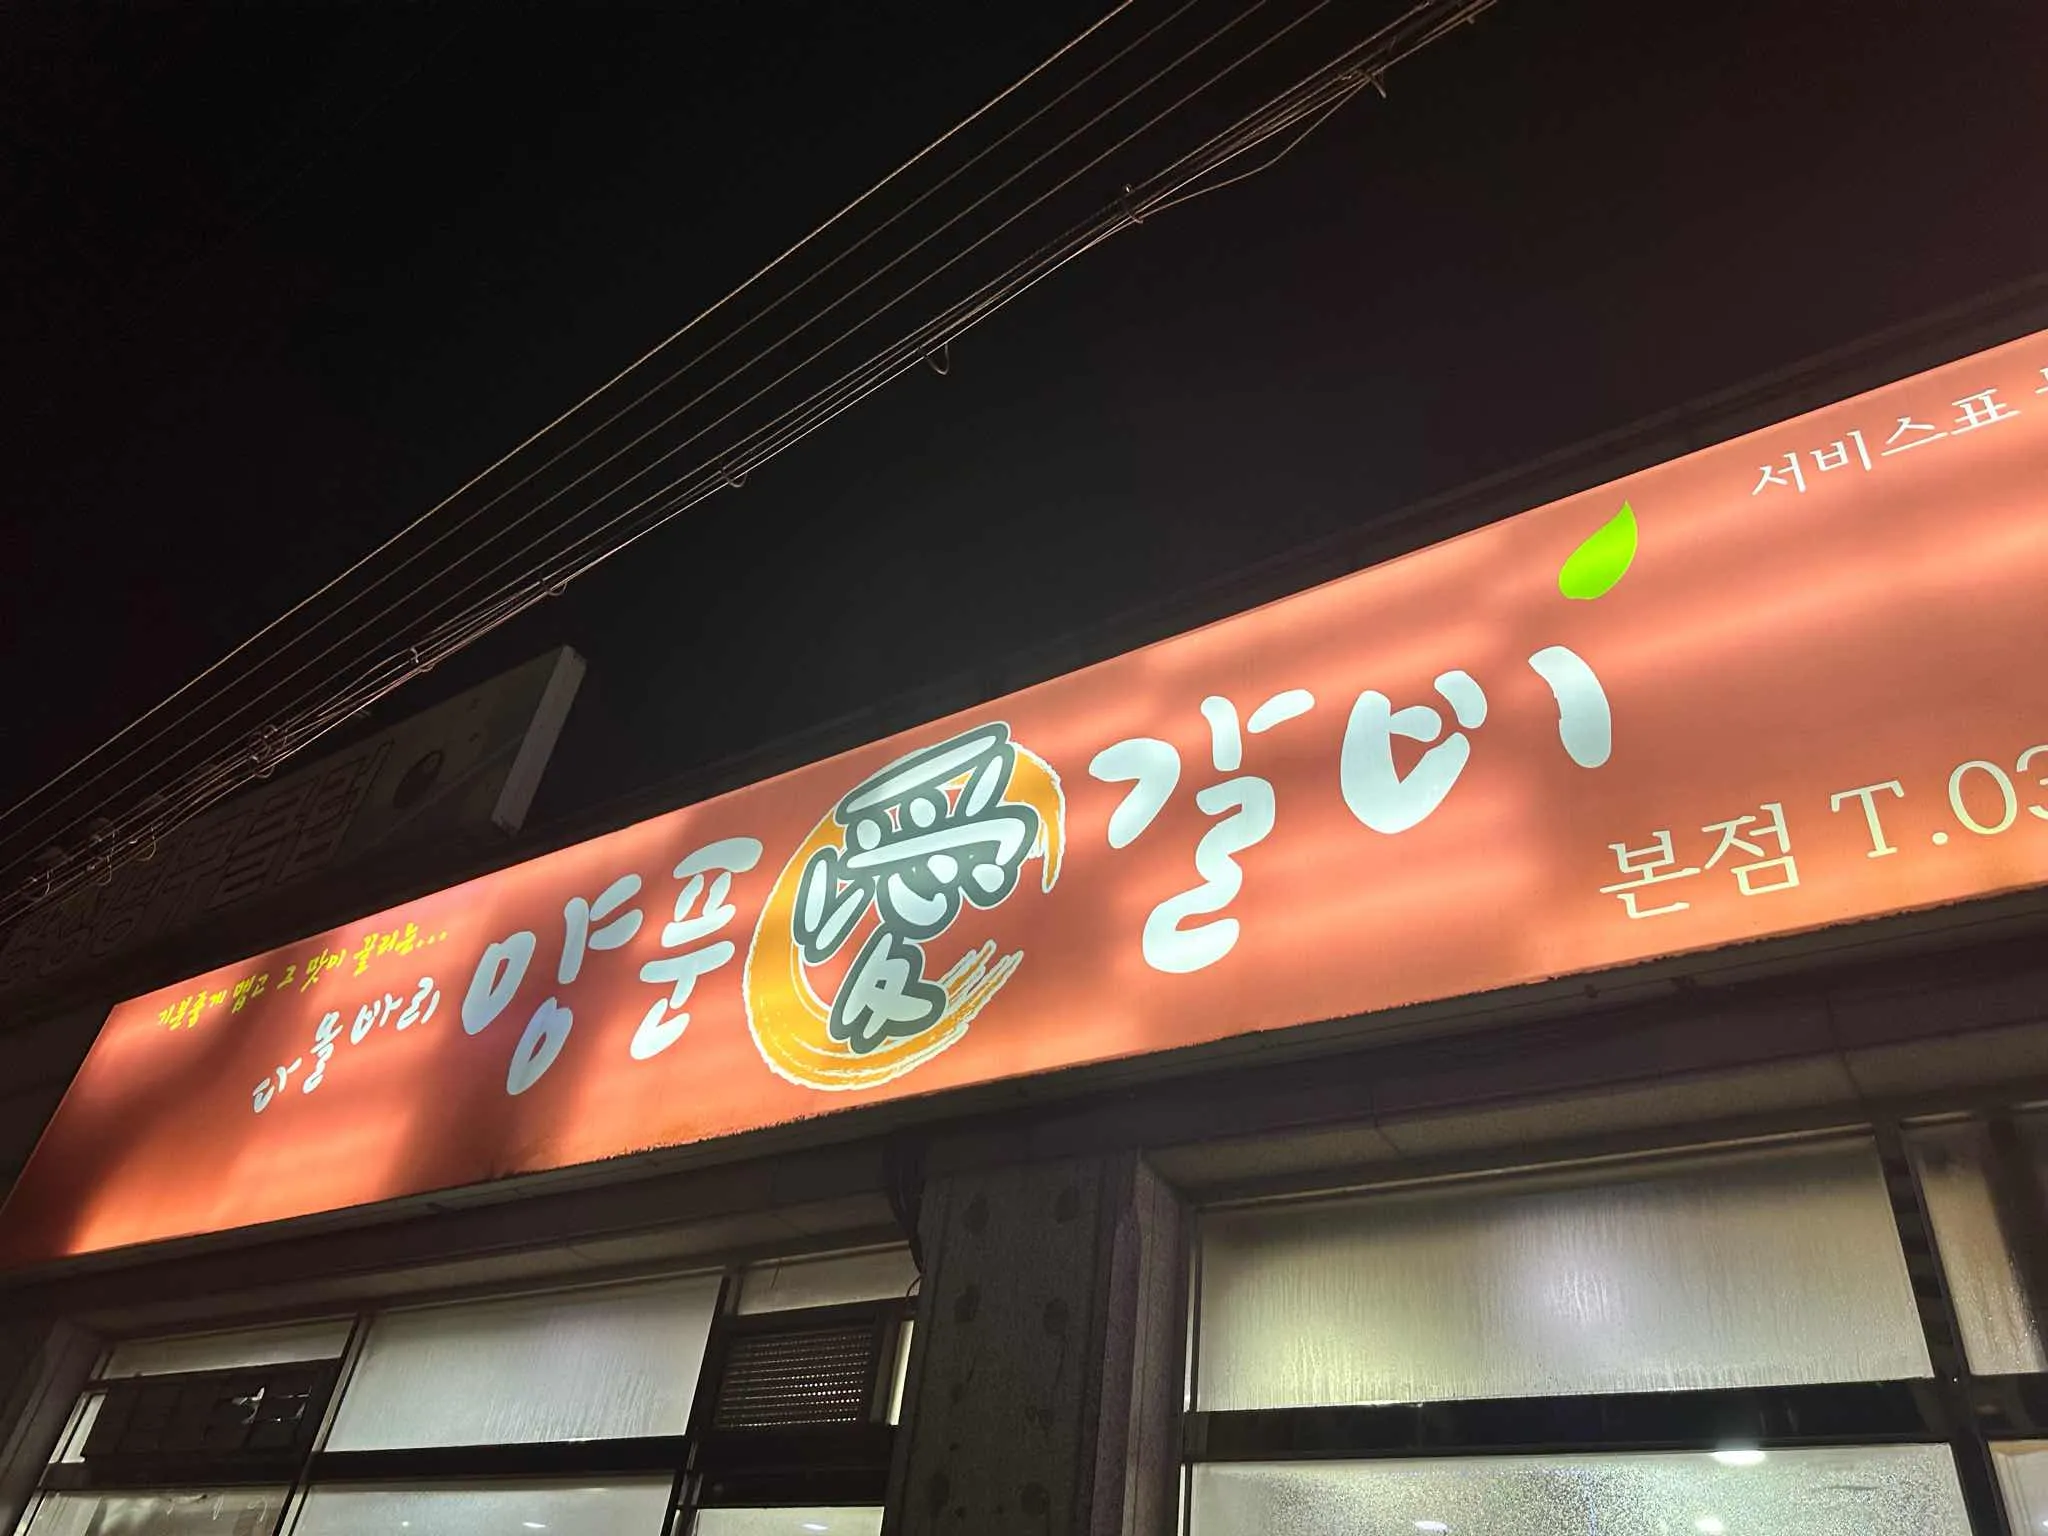 서비스표
기분좋게 맵고 그 맛이 끌리는...
다올바리 양푼愛갈비
본점 T.03